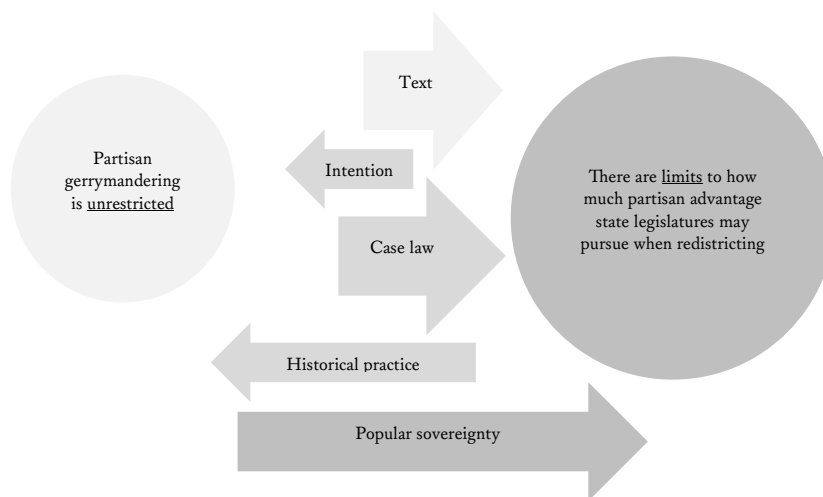 Text
Partisan
gerrymandering
is unrestricted
Intention
There are limits to how
much partisan advantage
state legislatures may
pursue when redistricting
Case law
Historical practice
Popular sovereignty